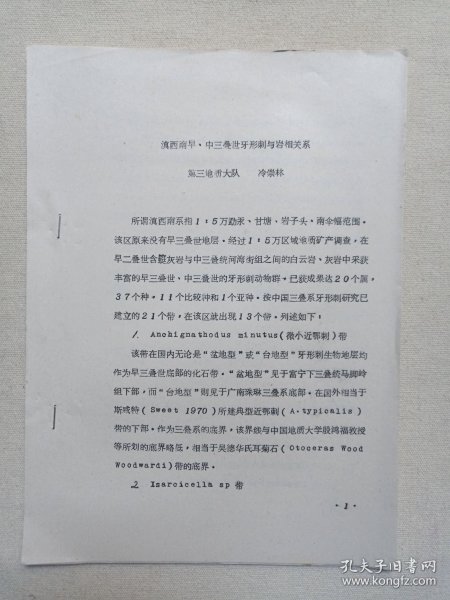 滇西南早、中三叠世牙形刺与岩相关系
第三地质大队 冷崇林
所谓滇西南系指1:5万勐汞、甘塘、岩子头、南伞幅范围。
该区原来没有早三叠世地层。经过1:5万区域地质矿产调查，在
早二叠世含䗴灰岩与中三叠统河湾街组之间的白云岩、灰岩中采获
丰富的早三叠世、中三叠世的牙形刺动物群。已获成果达20个属，
37个种，11个比较种和1个亚种。按中国三叠系牙形刺研究已
建立的21个带，在该区就出现13个带。列述如下：
1. Anchignathodus minutus(微小近鄂刺)带
该带在国内无论是“盆地型”或“台地型”牙形刺生物地层均
作为早三叠世底部的化石带。“盆地型”见于富宁下三叠统马脚岭
组下部，而“台地型”则见于广南珠琳三叠系底部。在国外相当于
斯威特(Sweet 1970)所建典型近鄂刺(A.typicalis)
带的下部。作为三叠系的底界，该界线与中国地质大学殷鸿福教授
等所划的底界略低，相当于吴德华氏耳菊石(Otoceras Wood
Woodwardi)带的底界。
2. Isarcicella sp 带
·1·
孔夫子旧书网
www.kongfz.com